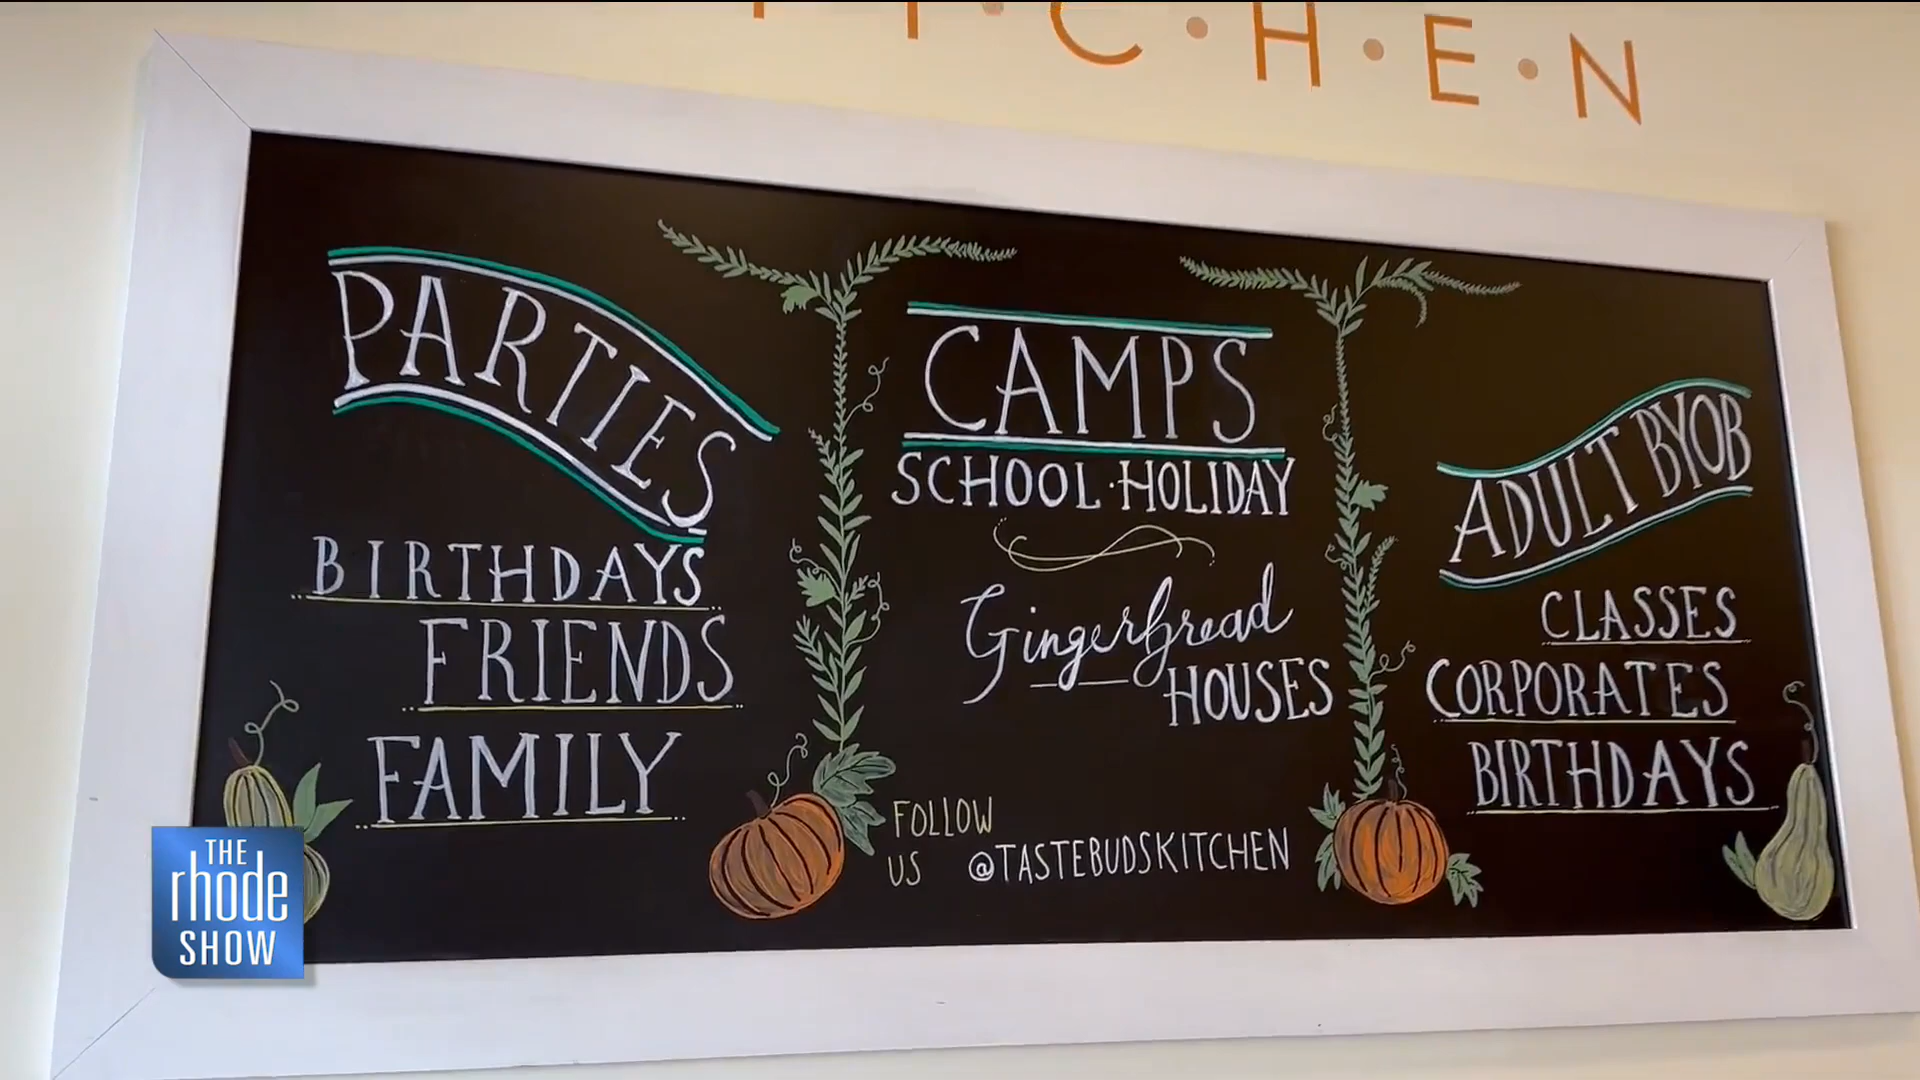 I·C·H·E·N
PARTIES
BIRTHDAYS
FRIENDS
FAMILY
CAMPS
SCHOOL·HOLIDAY
Gingerbread
HOUSES
FOLLOW
US @TASTEBUDSKITCHEN
ADULT BYOB
CLASSES
CORPORATES
BIRTHDAYS
THE
rhode
SHOW